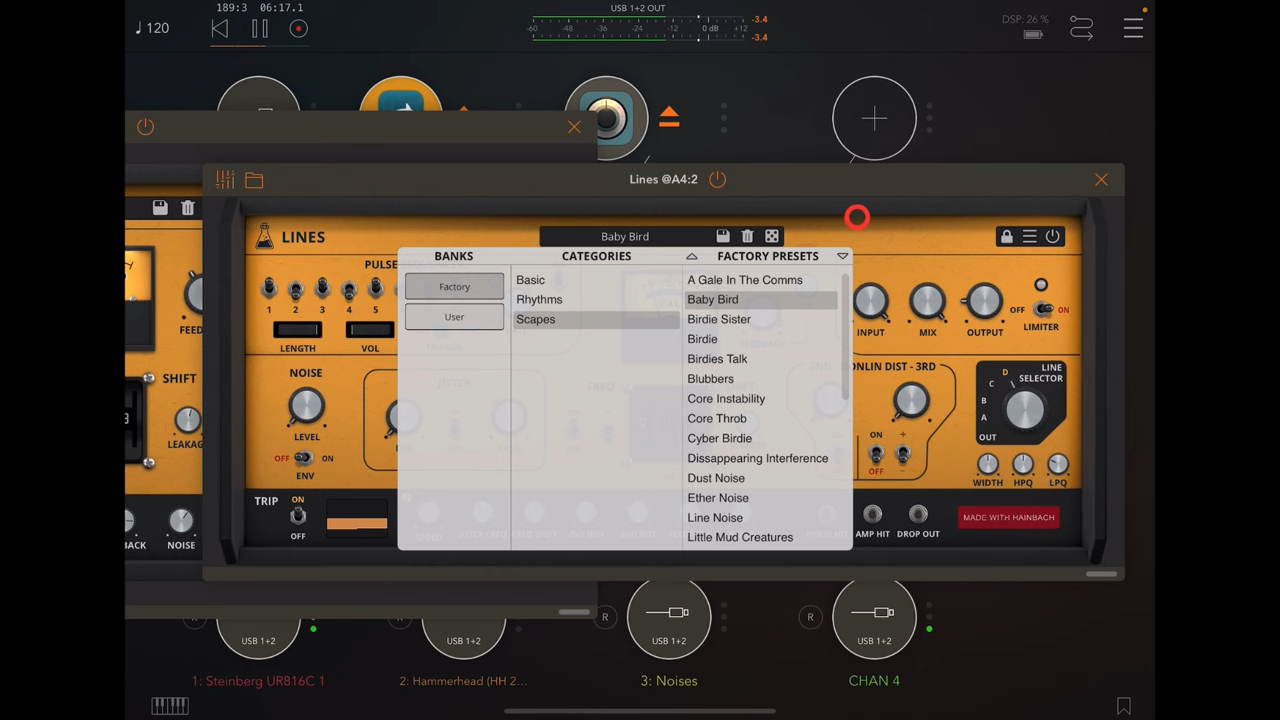 189:3 06:17.1
USB 1+2 OUT
120
-60 -48 -36 -24 -12 0 dB +12
-3.4
-3.4
DSP: 26 %
Lines @A4:2
LINES
Baby Bird
BANKS
CATEGORIES
FACTORY PRESETS
Factory
User
Basic
Rhythms
Scapes
A Gale In The Comms
Baby Bird
Birdie Sister
Birdie
Birdies Talk
Blubbers
Core Instability
Core Throb
Cyber Birdie
Dissappearing Interference
Dust Noise
Ether Noise
Line Noise
Little Mud Creatures
PULSE
1 2 3 4 5
LENGTH
VOL
NOISE
LEVEL
OFF ON
ENV
TRIP
ON
OFF
INPUT
MIX
OUTPUT
OFF ON
LIMITER
NONLIN DIST - 3RD
ON +
OFF −
LINE
SELECTOR
D
C
B
A
OUT
WIDTH
HPQ
LPQ
AMP HIT
DROP OUT
MADE WITH HAINBACH
FEED
SHIFT
LEAKAG
BACK
NOISE
R
USB 1+2
R
USB 1+2
R
USB 1+2
R
USB 1+2
1: Steinberg UR816C 1
2: Hammerhead (HH 2...
3: Noises
CHAN 4